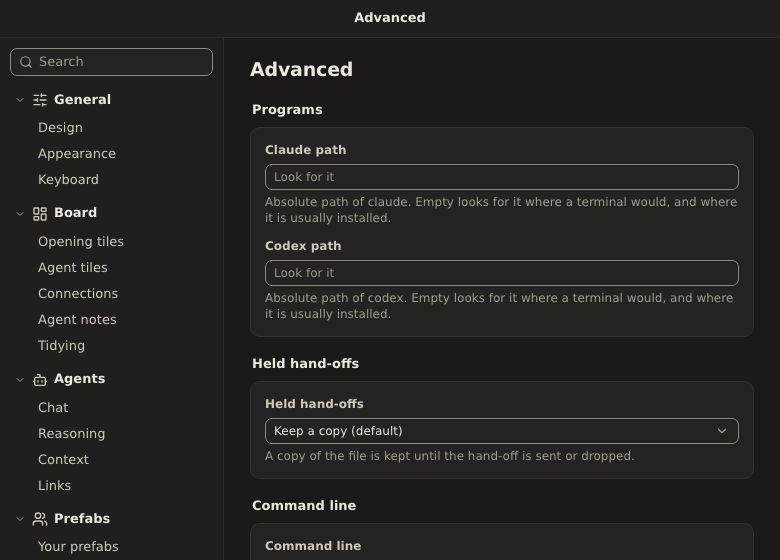 Advanced
Search
General
Design
Appearance
Keyboard
Board
Opening tiles
Agent tiles
Connections
Agent notes
Tidying
Agents
Chat
Reasoning
Context
Links
Prefabs
Your prefabs
Advanced
Programs
Claude path
Look for it
Absolute path of claude. Empty looks for it where a terminal would, and where
it is usually installed.
Codex path
Look for it
Absolute path of codex. Empty looks for it where a terminal would, and where
it is usually installed.
Held hand-offs
Held hand-offs
Keep a copy (default)
A copy of the file is kept until the hand-off is sent or dropped.
Command line
Command line